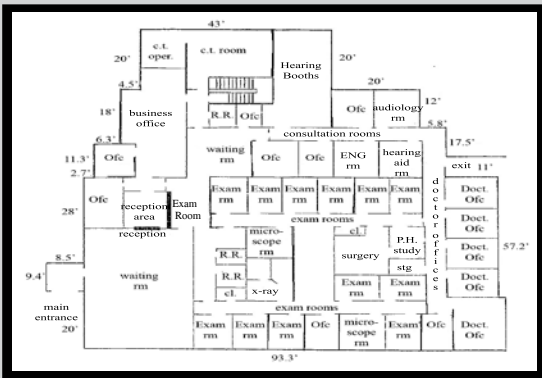 43'
c.t.
oper.
c.t. room
20'
Hearing
Booths
20'
20'
4.5'
18'
business
office
R.R.
Ofc
Ofc
audiology
rm
12'
5.8'
consultation rooms
17.5'
6.3'
11.3'
2.7'
Ofc
waiting
rm
Ofc
Ofc
ENG
rm
hearing
aid
rm
exit
11'
Ofc
28'
reception
area
Exam
Room
reception
Exam
rm
Exam
rm
Exam
rm
Exam
rm
Exam
rm
Exam
rm
exam rooms
doctor offices
Doct.
Ofc
Doct.
Ofc
Doct.
Ofc
Doct.
Ofc
57.2'
micro-
scope
rm
R.R.
R.R.
cl.
x-ray
cl.
surgery
P.H.
study
stg
Exam
rm
Exam
rm
8.5'
9.4'
main
entrance
20'
waiting
rm
exam rooms
Exam
rm
Exam
rm
Exam
rm
Ofc
micro-
scope
rm
Exam
rm
Ofc
Doct.
Ofc
93.3'